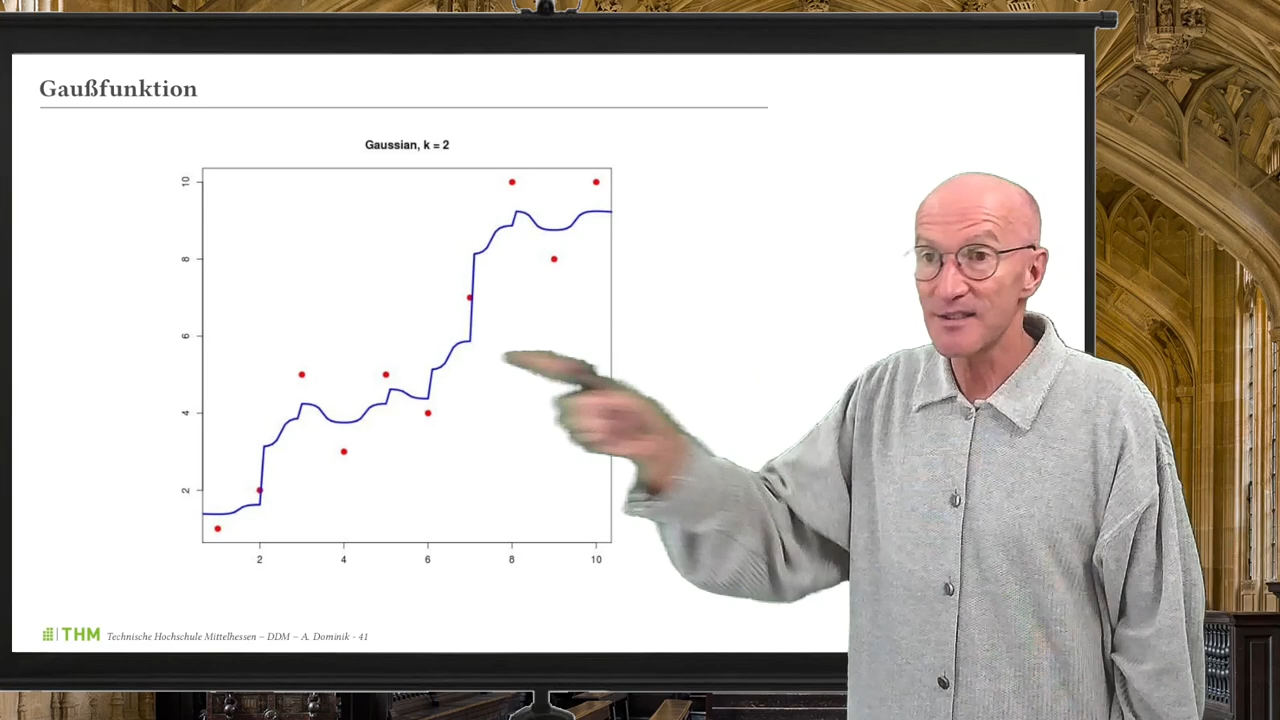 Gaußfunktion
Gaussian, k = 2
10
8
6
4
2
2 4 6 8 10
THM Technische Hochschule Mittelhessen – DDM – A. Dominik - 41